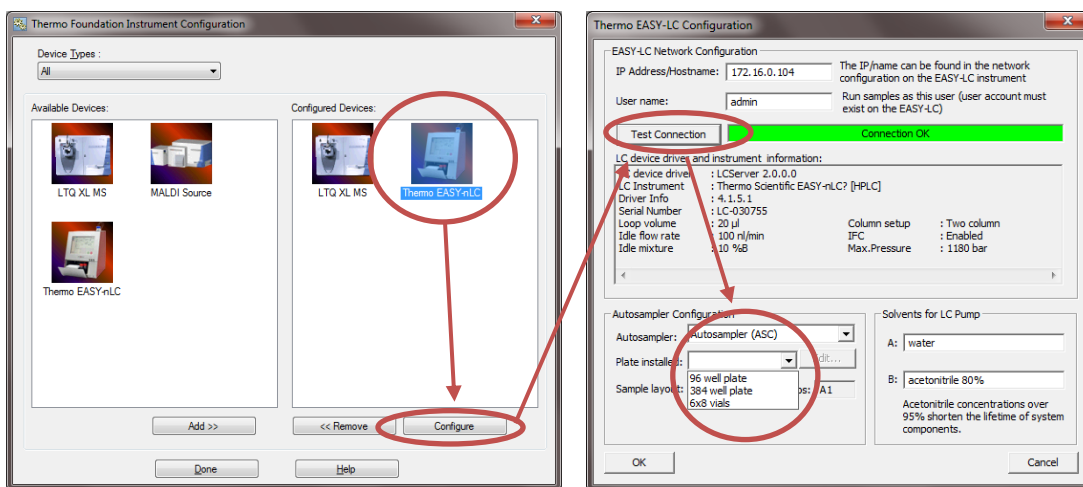 Thermo Foundation Instrument Configuration
Device Types :
All
Available Devices:
Configured Devices:
LTQ XL MS
MALDI Source
LTQ XL MS
Thermo EASY-nLC
Thermo EASY-nLC
Add >>
<< Remove
Configure
Done
Help
Thermo EASY-LC Configuration
EASY-LC Network Configuration
IP Address/Hostname: 172.16.0.104
The IP/name can be found in the network
configuration on the EASY-LC instrument
User name: admin
Run samples as this user (user account must
exist on the EASY-LC)
Test Connection
Connection OK
LC device driver and instrument information:
device driver : LCServer 2.0.0.0
LC Instrument : Thermo Scientific EASY-nLC? [HPLC]
Driver Info : 4.1.5.1
Serial Number : LC-030755
Loop volume : 20 µl Column setup : Two column
Idle flow rate : 100 nl/min IFC : Enabled
Idle mixture : 10 %B Max.Pressure : 1180 bar
Autosampler Configuration
Autosampler: Autosampler (ASC)
Plate installed:
96 well plate
384 well plate
6x8 vials
Sample layout: A1
Solvents for LC Pump
A: water
B: acetonitrile 80%
Acetonitrile concentrations over
95% shorten the lifetime of system
components.
OK
Cancel